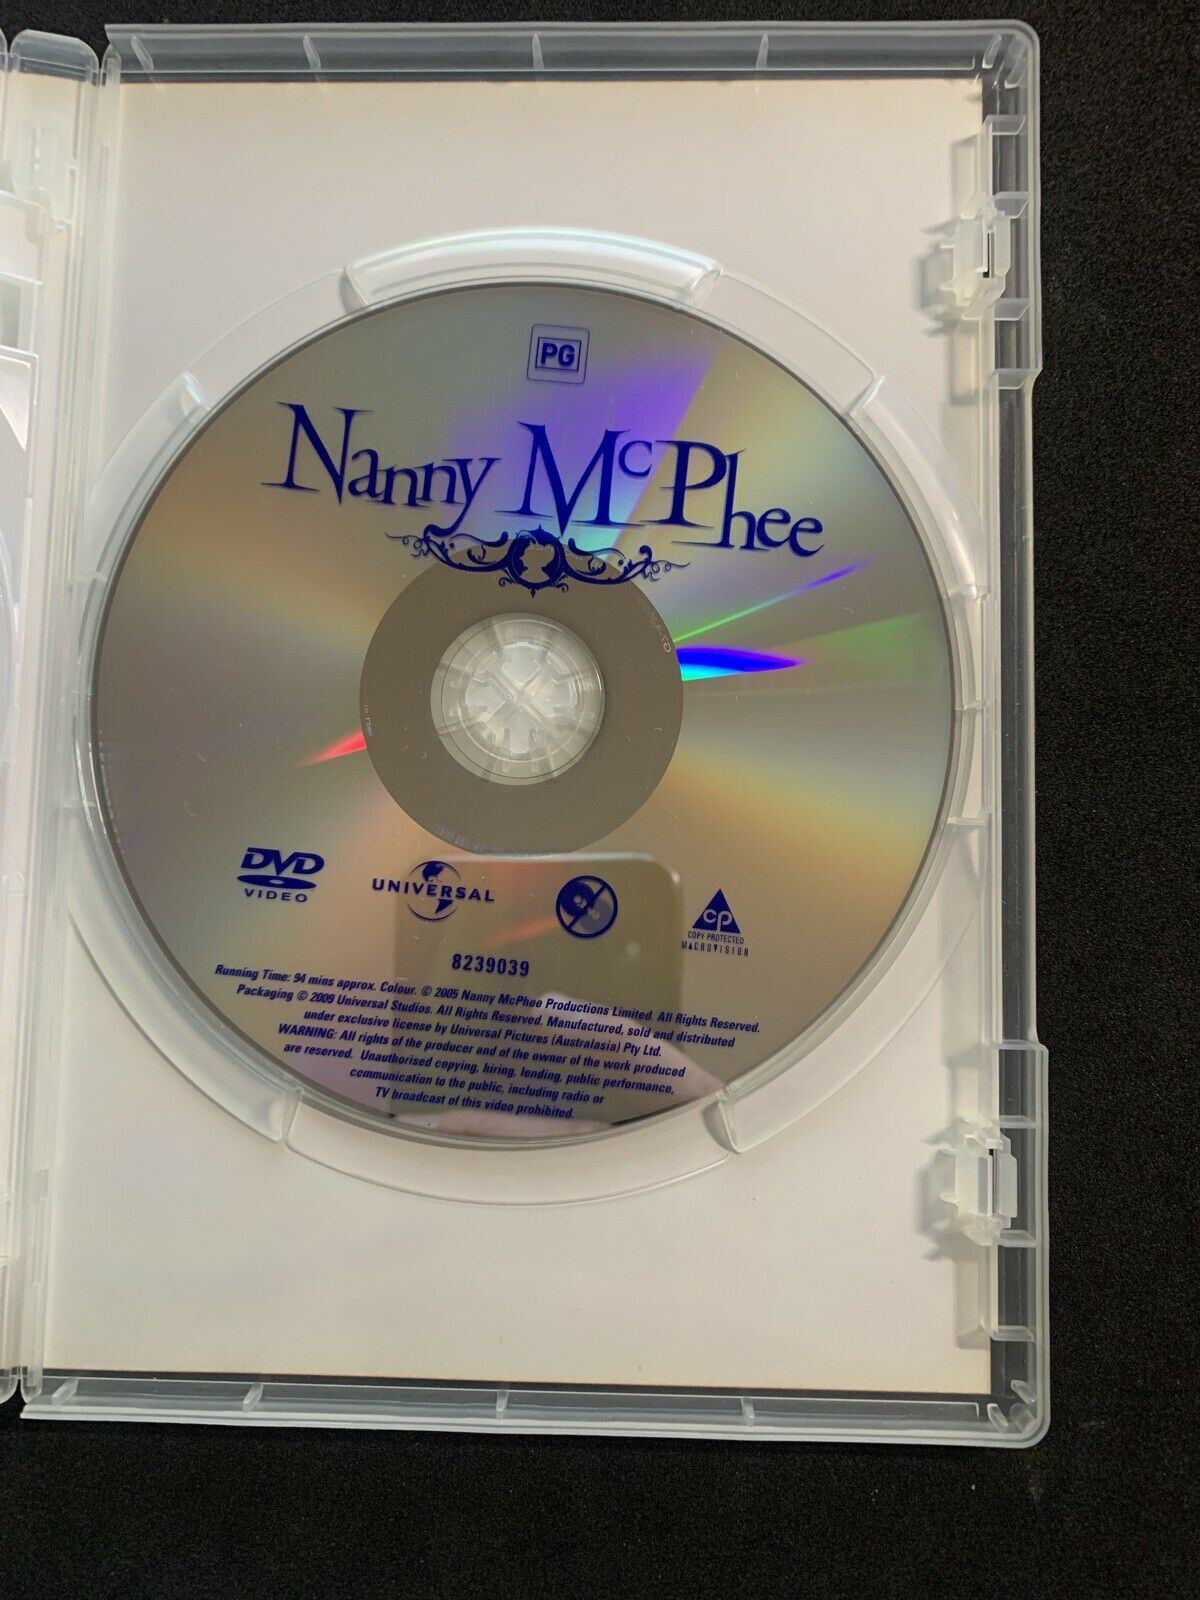 PG
Nanny McPhee
DVD
VIDEO
UNIVERSAL
CP
COPY PROTECTED
MACROVISION
8239039
Running Time: 94 mins approx. Colour. © 2005 Nanny McPhee Productions Limited. All Rights Reserved.
Packaging © 2009 Universal Studios. All Rights Reserved. Manufactured, sold and distributed
under exclusive license by Universal Pictures (Australasia) Pty Ltd.
WARNING: All rights of the producer and of the owner of the work produced
are reserved. Unauthorised copying, hiring, lending, public performance,
communication to the public, including radio or
TV broadcast of this video prohibited.